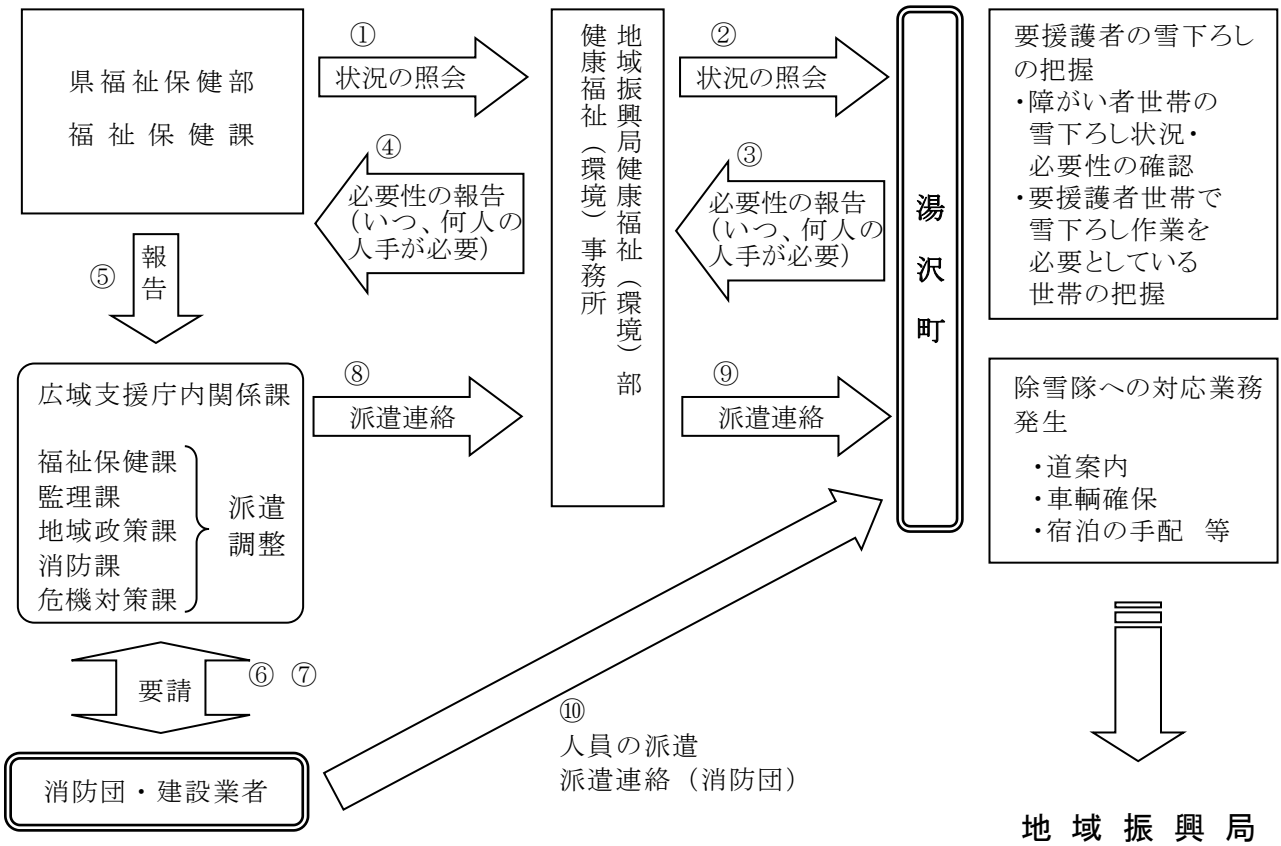 県福祉保健部
福祉保健課
①
状況の照会
④
必要性の報告
（いつ、何人の
人手が必要）
地域振興局健康福祉（環境）部
健康福祉（環境）事務所
②
状況の照会
③
必要性の報告
（いつ、何人の
人手が必要）
湯沢町
要援護者の雪下ろし
の把握
・障がい者世帯の
雪下ろし状況・
必要性の確認
・要援護者世帯で
雪下ろし作業を
必要としている
世帯の把握
⑤
報告
広域支援庁内関係課
福祉保健課
監理課
地域政策課
消防課
危機対策課
派遣
調整
⑧
派遣連絡
⑨
派遣連絡
除雪隊への対応業務
発生
・道案内
・車輌確保
・宿泊の手配 等
要請
⑥ ⑦
消防団・建設業者
⑩
人員の派遣
派遣連絡（消防団）
地域振興局